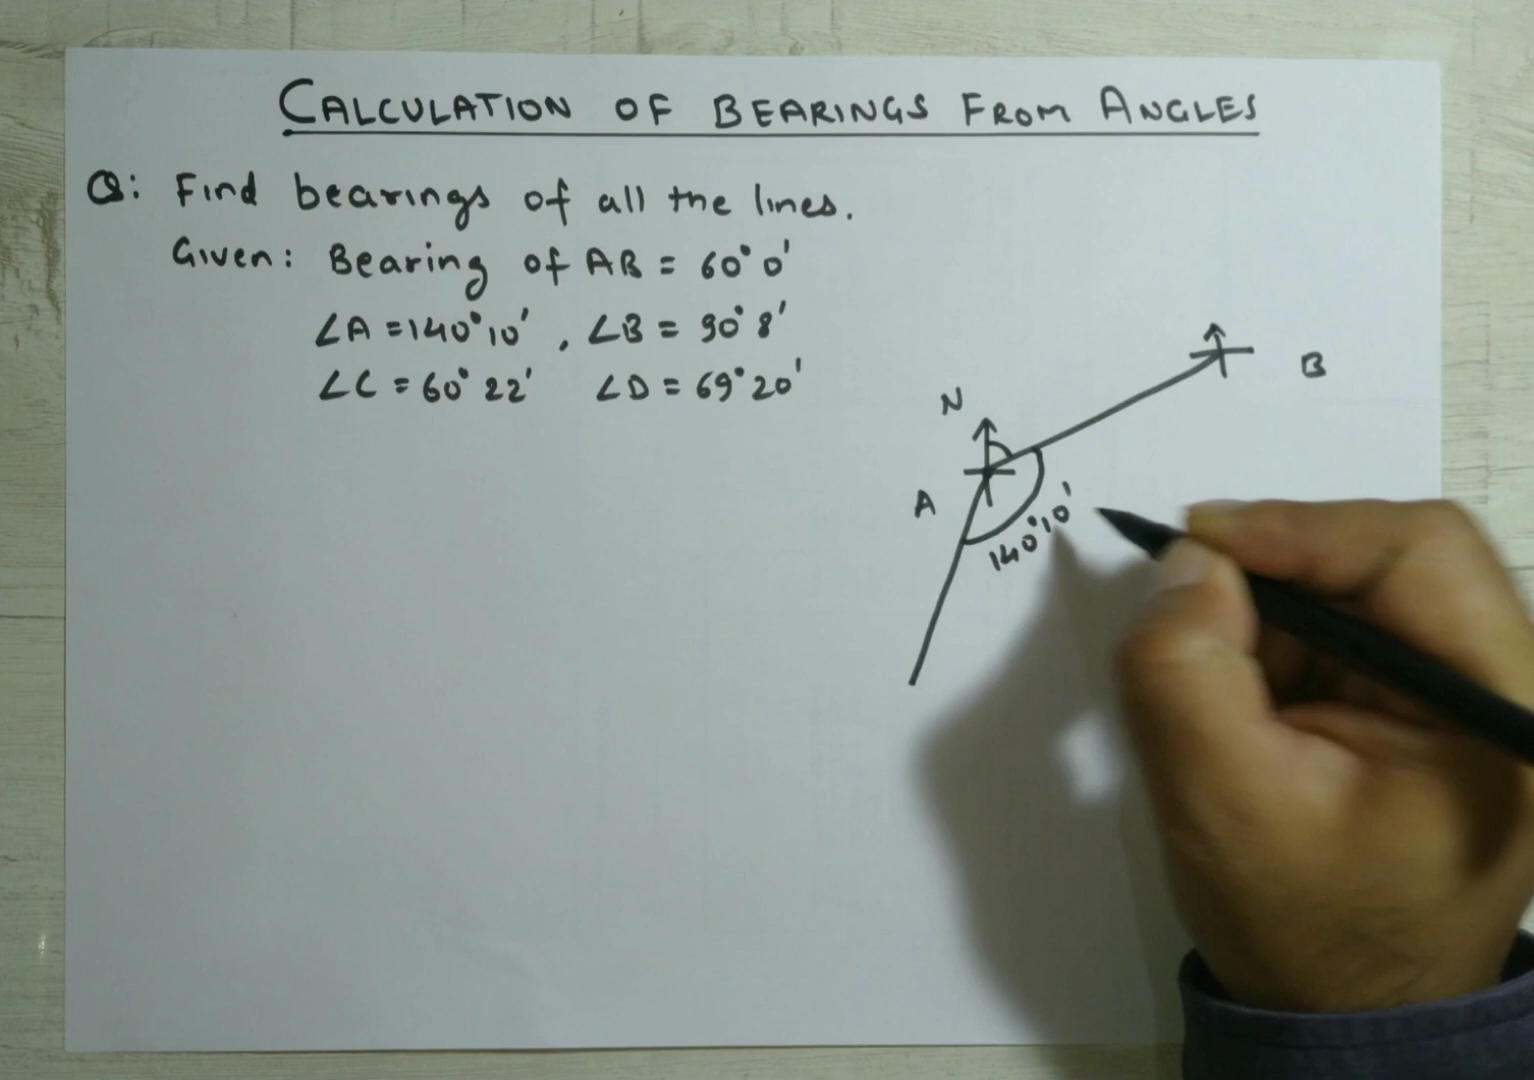 CALCULATION OF BEARINGS FROM ANGLES
Q: Find bearings of all the lines.
Given: Bearing of AB = 60° 0'
∠A = 140° 10' , ∠B = 90° 8'
∠C = 60° 22' ∠D = 69° 20'
B
N
A
140° 10'